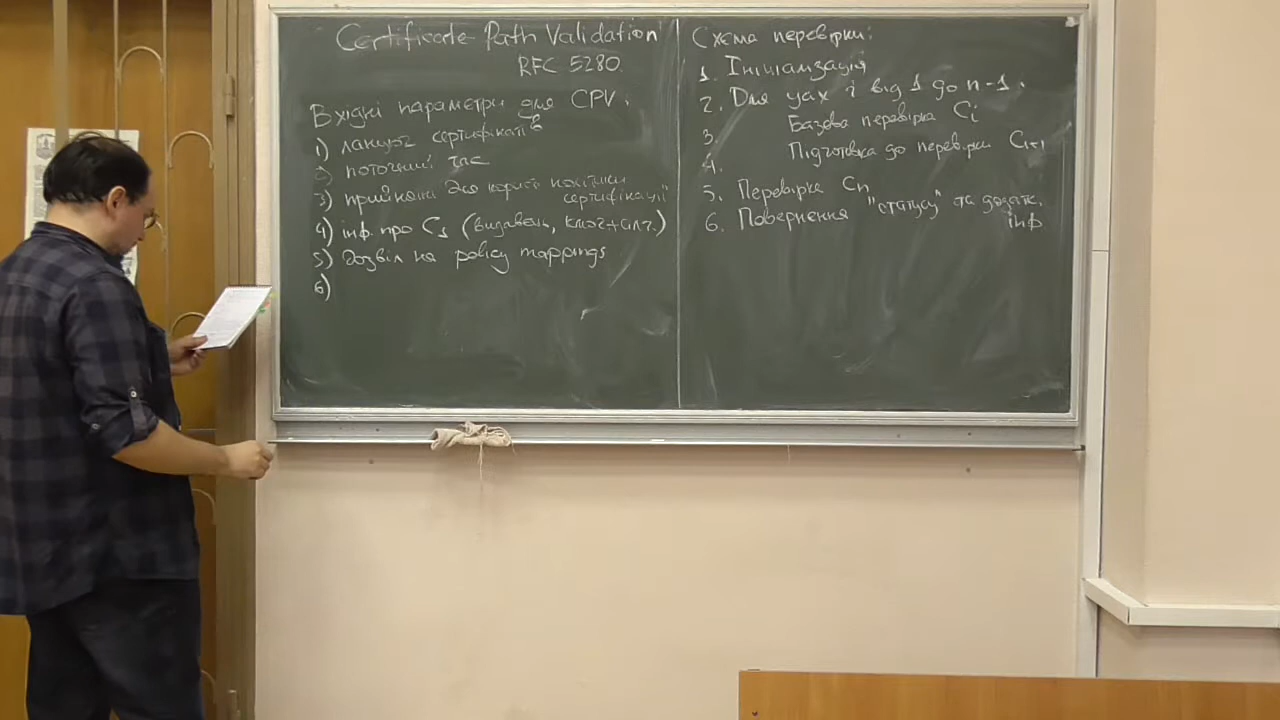 Certificate Path Validation
RFC 5280.
Вхідні параметри для CPV:
1) ланцюг сертифікатів
2) поточний час
3) прийнятні для користувача політики сертифікації
4) інф. про C1 (видавець, ключ+алг.)
5) дозвіл на policy mappings
6)
Схема перевірки:
1. Ініціалізація
2. Для усіх i від 1 до n-1.
3. Базова перевірка Ci
4. Підготовка до перевірки Ci+1
5. Перевірка Cn
6. Повернення "статусу" та додатк. інф